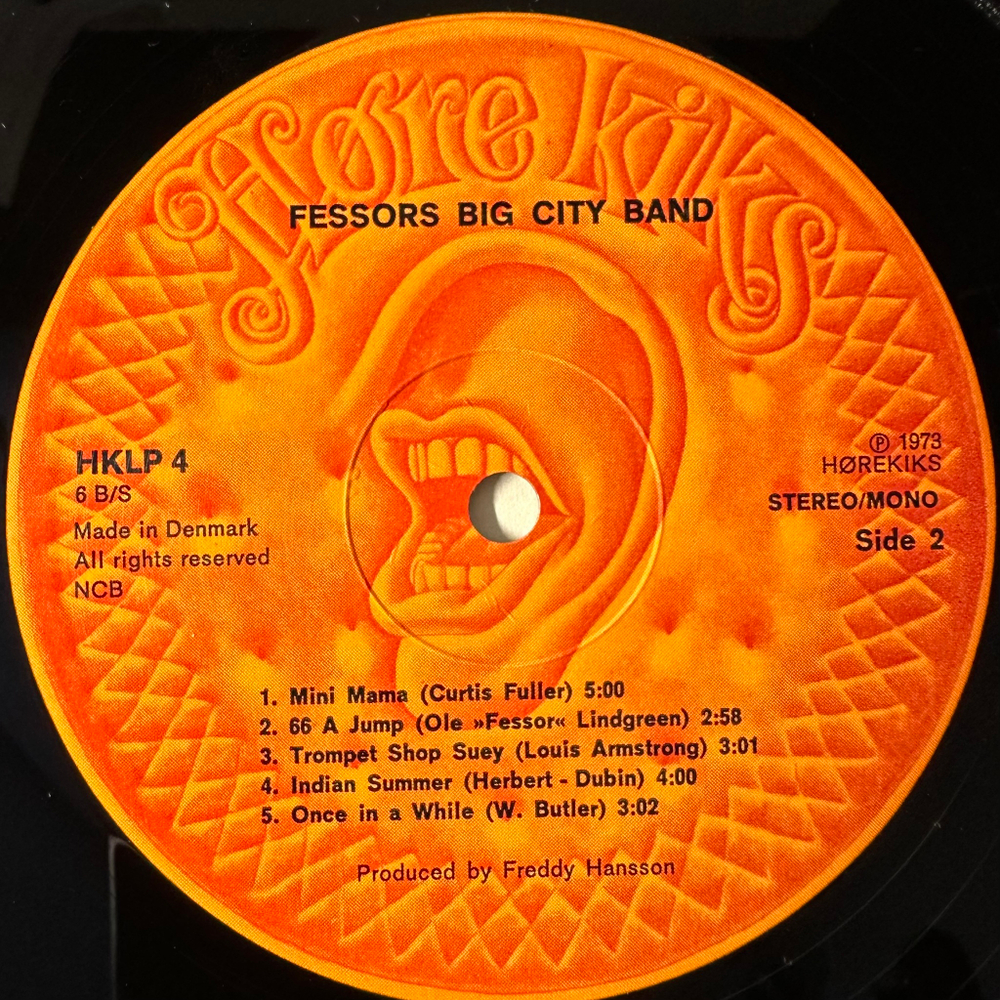 Høre kiks
FESSORS BIG CITY BAND
HKLP 4
6 B/S
Made in Denmark
All rights reserved
NCB
℗ 1973
HØREKIKS
STEREO/MONO
Side 2
1. Mini Mama (Curtis Fuller) 5:00
2. 66 A Jump (Ole »Fessor« Lindgreen) 2:58
3. Trompet Shop Suey (Louis Armstrong) 3:01
4. Indian Summer (Herbert - Dubin) 4:00
5. Once in a While (W. Butler) 3:02
Produced by Freddy Hansson